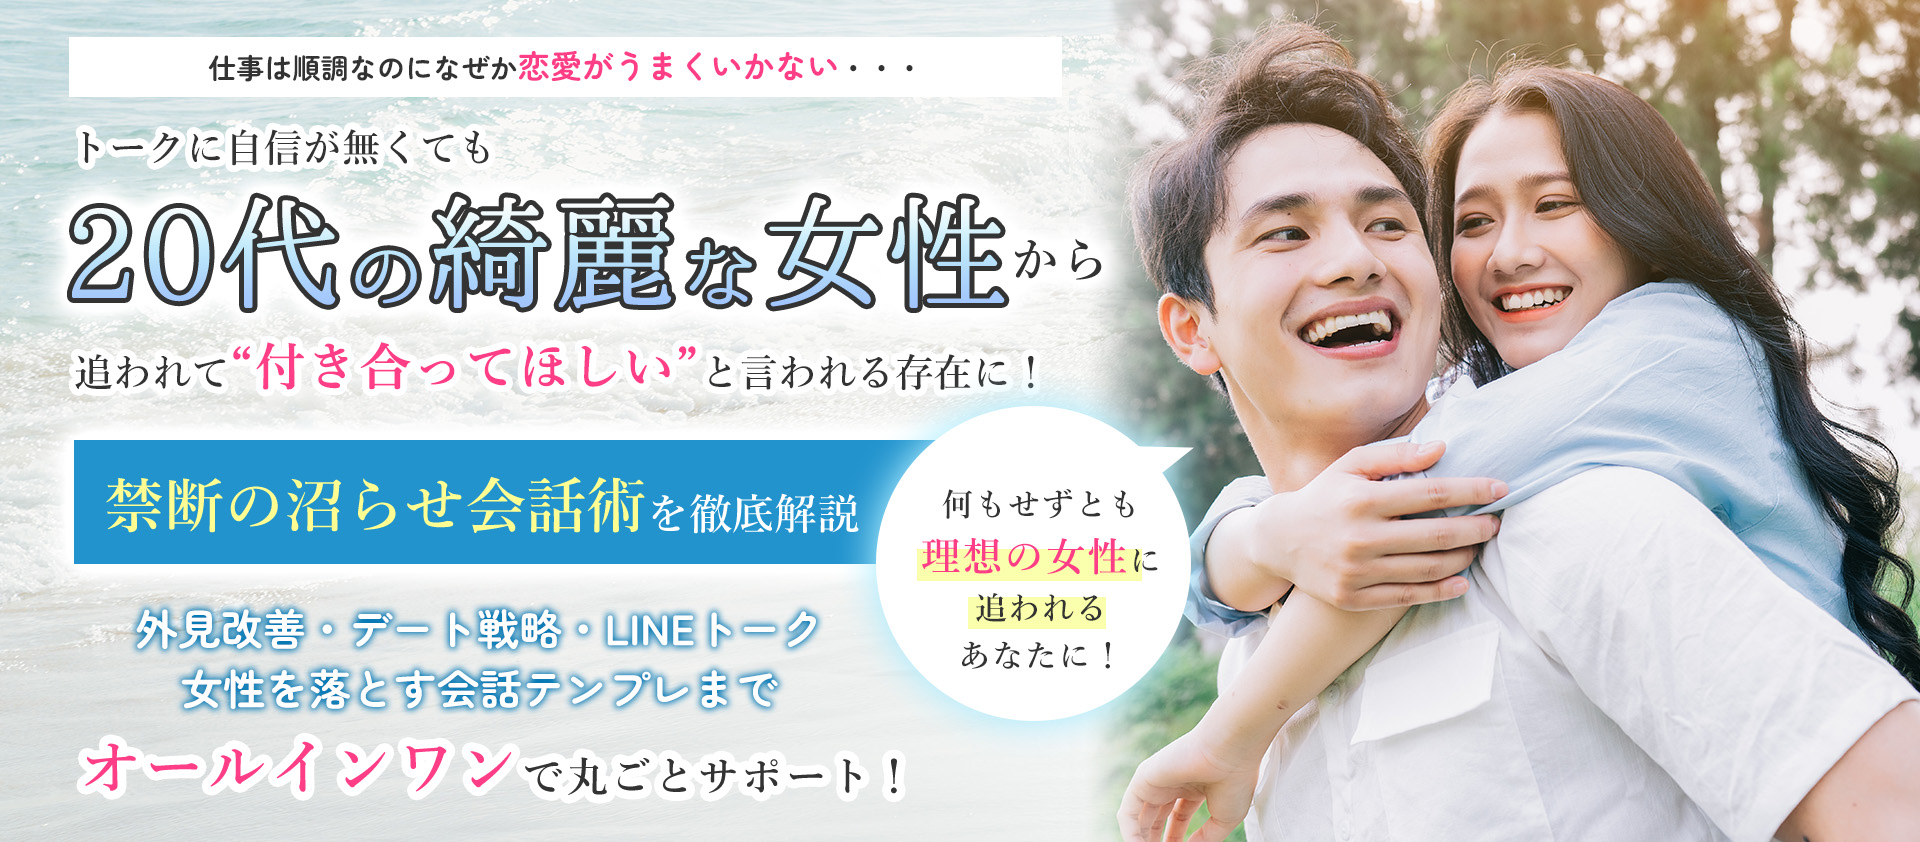 仕事は順調なのになぜか恋愛がうまくいかない・・・
トークに自信が無くても
20代の綺麗な女性から
追われて“付き合ってほしい”と言われる存在に！
禁断の沼らせ会話術を徹底解説
何もせずとも
理想の女性に
追われる
あなたに！
外見改善・デート戦略・LINEトーク
女性を落とす会話テンプレまで
オールインワンで丸ごとサポート！